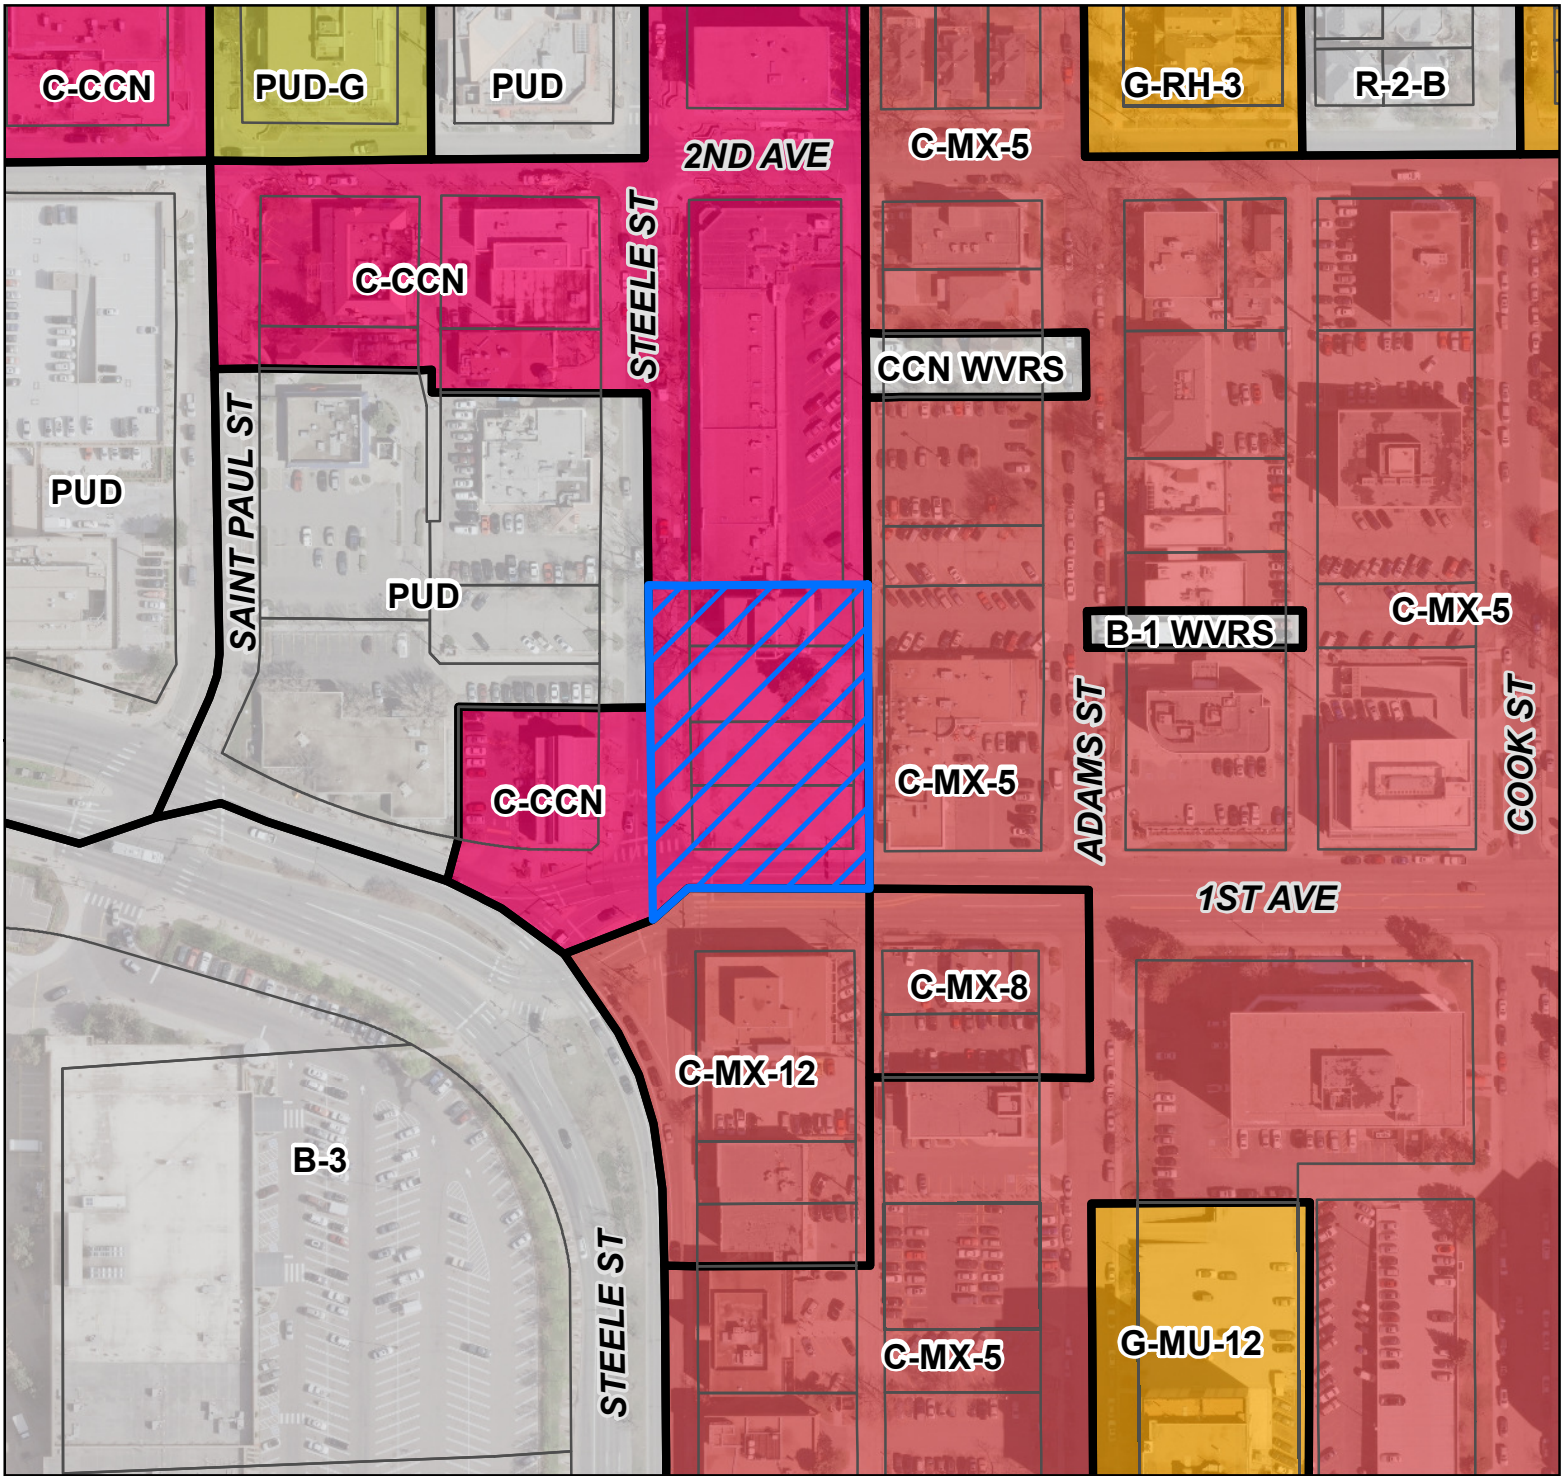 C-CCN
PUD-G
PUD
G-RH-3
R-2-B
C-MX-5
2ND AVE
STEELE ST
C-CCN
CCN WVRS
SAINT PAUL ST
PUD
PUD
B-1 WVRS
C-MX-5
ADAMS ST
COOK ST
C-CCN
C-MX-5
1ST AVE
C-MX-8
C-MX-12
B-3
STEELE ST
C-MX-5
G-MU-12